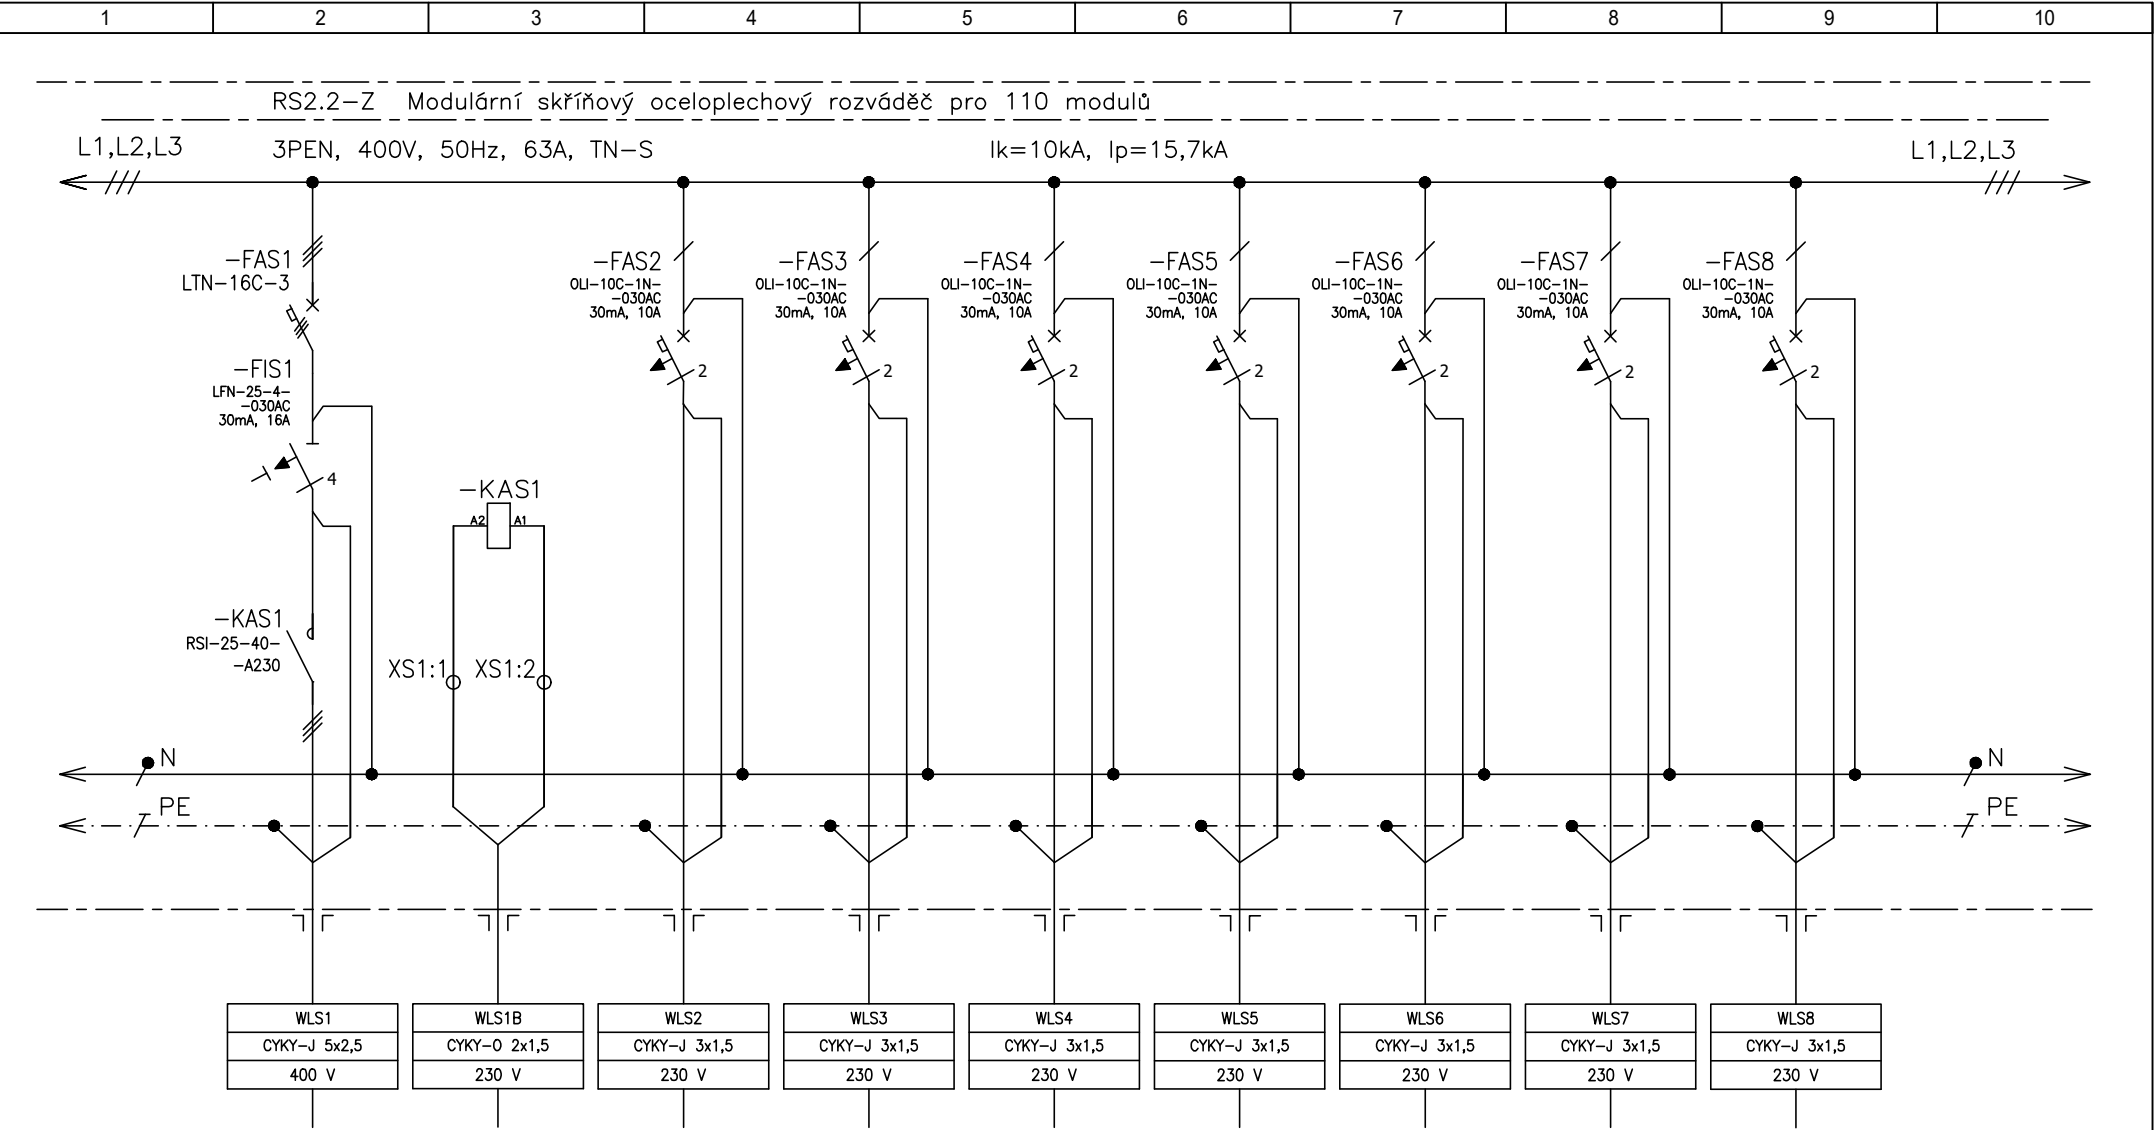 1 2 3 4 5 6 7 8 9 10
RS2.2-Z Modulární skříňový oceloplechový rozváděč pro 110 modulů
L1,L2,L3 3PEN, 400V, 50Hz, 63A, TN-S Ik=10kA, Ip=15,7kA L1,L2,L3
-FAS1
LTN-16C-3
-FIS1
LFN-25-4-
-030AC
30mA, 16A
4
-KAS1
RSI-25-40-
-A230
-KAS1
A2 A1
XS1:1 XS1:2
-FAS2
OLI-10C-1N-
-030AC
30mA, 10A
2
-FAS3
OLI-10C-1N-
-030AC
30mA, 10A
2
-FAS4
OLI-10C-1N-
-030AC
30mA, 10A
2
-FAS5
OLI-10C-1N-
-030AC
30mA, 10A
2
-FAS6
OLI-10C-1N-
-030AC
30mA, 10A
2
-FAS7
OLI-10C-1N-
-030AC
30mA, 10A
2
-FAS8
OLI-10C-1N-
-030AC
30mA, 10A
2
N N
PE PE
WLS1 WLS1B WLS2 WLS3 WLS4 WLS5 WLS6 WLS7 WLS8
CYKY-J 5x2,5 CYKY-O 2x1,5 CYKY-J 3x1,5 CYKY-J 3x1,5 CYKY-J 3x1,5 CYKY-J 3x1,5 CYKY-J 3x1,5 CYKY-J 3x1,5 CYKY-J 3x1,5
400 V 230 V 230 V 230 V 230 V 230 V 230 V 230 V 230 V